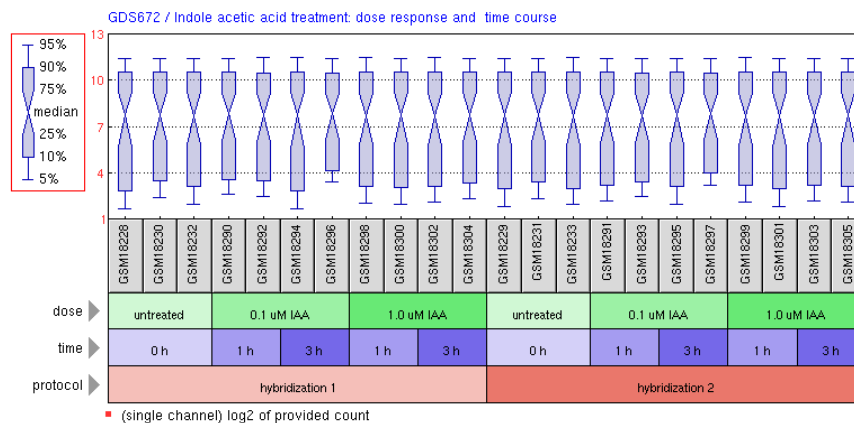 GDS672 / Indole acetic acid treatment: dose response and time course
95%
90%
75%
median
25%
10%
5%
13
10
7
4
1
GSM18228
GSM18230
GSM18232
GSM18290
GSM18292
GSM18294
GSM18296
GSM18298
GSM18300
GSM18302
GSM18304
GSM18229
GSM18231
GSM18233
GSM18291
GSM18293
GSM18295
GSM18297
GSM18299
GSM18301
GSM18303
GSM18305
dose untreated 0.1 uM IAA 1.0 uM IAA untreated 0.1 uM IAA 1.0 uM IAA
time 0 h 1 h 3 h 1 h 3 h 0 h 1 h 3 h 1 h 3 h
protocol hybridization 1 hybridization 2
(single channel) log2 of provided count